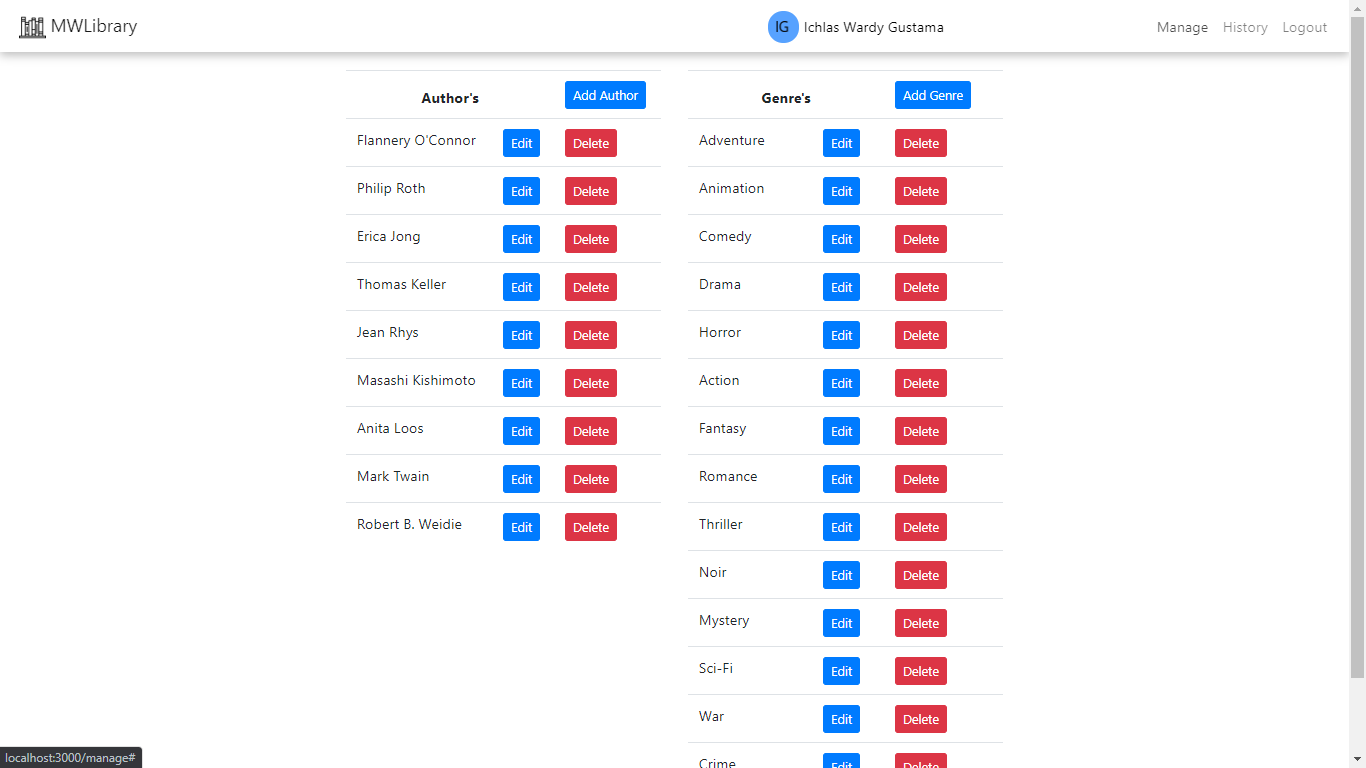 MWLibrary
IG Ichlas Wardy Gustama
Manage History Logout
Author's Add Author
Flannery O'Connor Edit Delete
Philip Roth Edit Delete
Erica Jong Edit Delete
Thomas Keller Edit Delete
Jean Rhys Edit Delete
Masashi Kishimoto Edit Delete
Anita Loos Edit Delete
Mark Twain Edit Delete
Robert B. Weidie Edit Delete
Genre's Add Genre
Adventure Edit Delete
Animation Edit Delete
Comedy Edit Delete
Drama Edit Delete
Horror Edit Delete
Action Edit Delete
Fantasy Edit Delete
Romance Edit Delete
Thriller Edit Delete
Noir Edit Delete
Mystery Edit Delete
Sci-Fi Edit Delete
War Edit Delete
Crime Edit Delete
localhost:3000/manage#